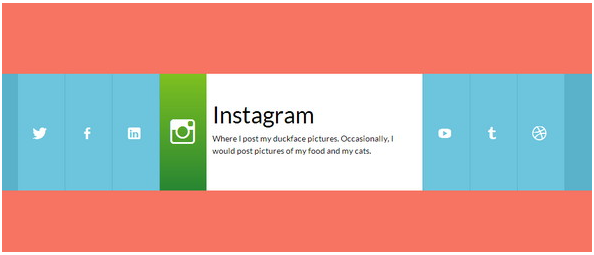 Instagram
Where I post my duckface pictures. Occasionally, I
would post pictures of my food and my cats.